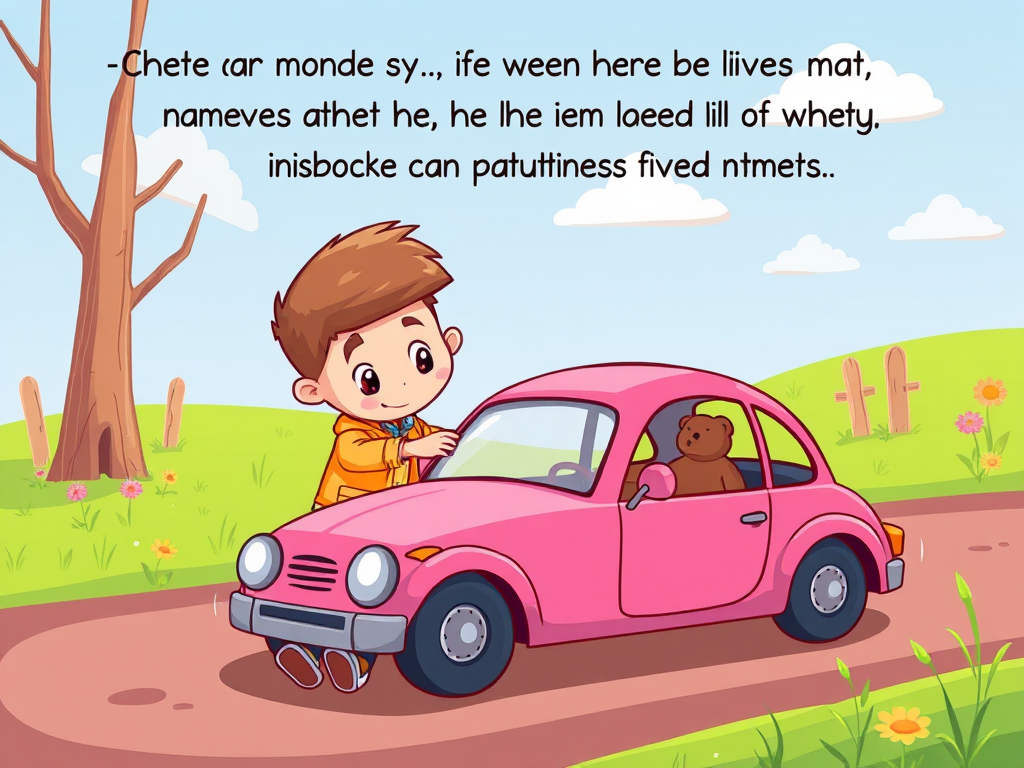 -Chete car monde sy.., ife ween here be liives mat,
nameves athet he, he lhe iem laeed lill of whety.
inisbocke can patuttiness fived ntmets..